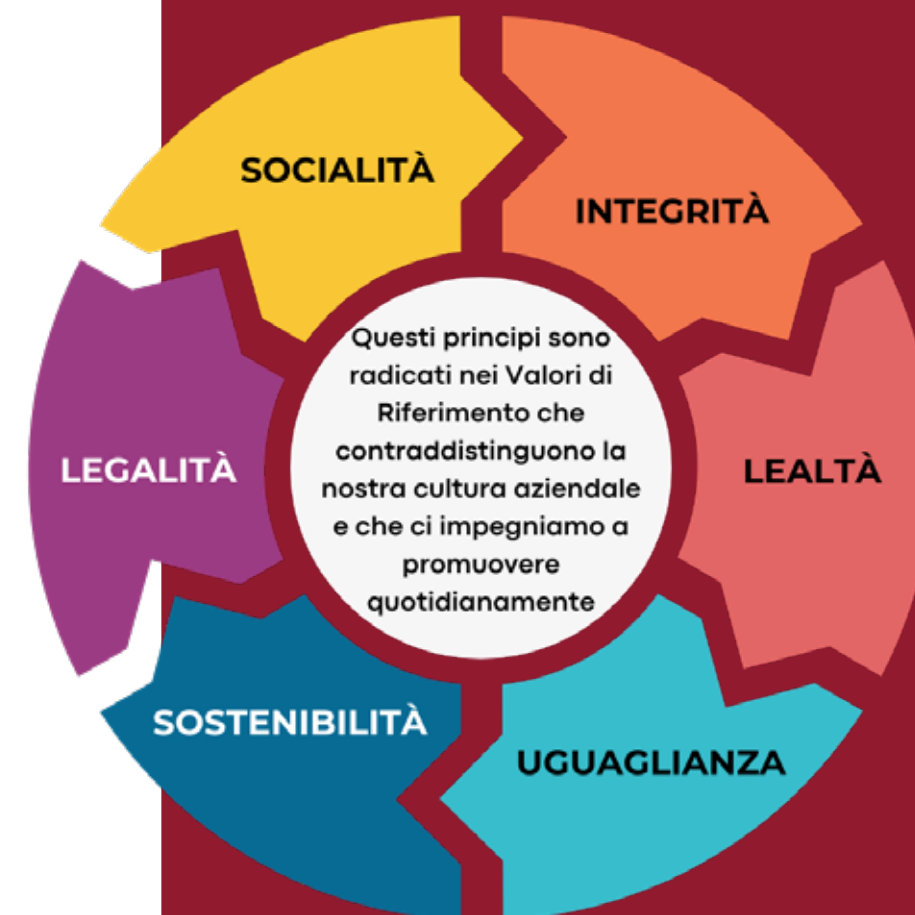 SOCIALITÀ
INTEGRITÀ
Questi principi sono
radicati nei Valori di
Riferimento che
contraddistinguono la
nostra cultura aziendale
e che ci impegniamo a
promuovere
quotidianamente
LEGALITÀ
LEALTÀ
SOSTENIBILITÀ
UGUAGLIANZA